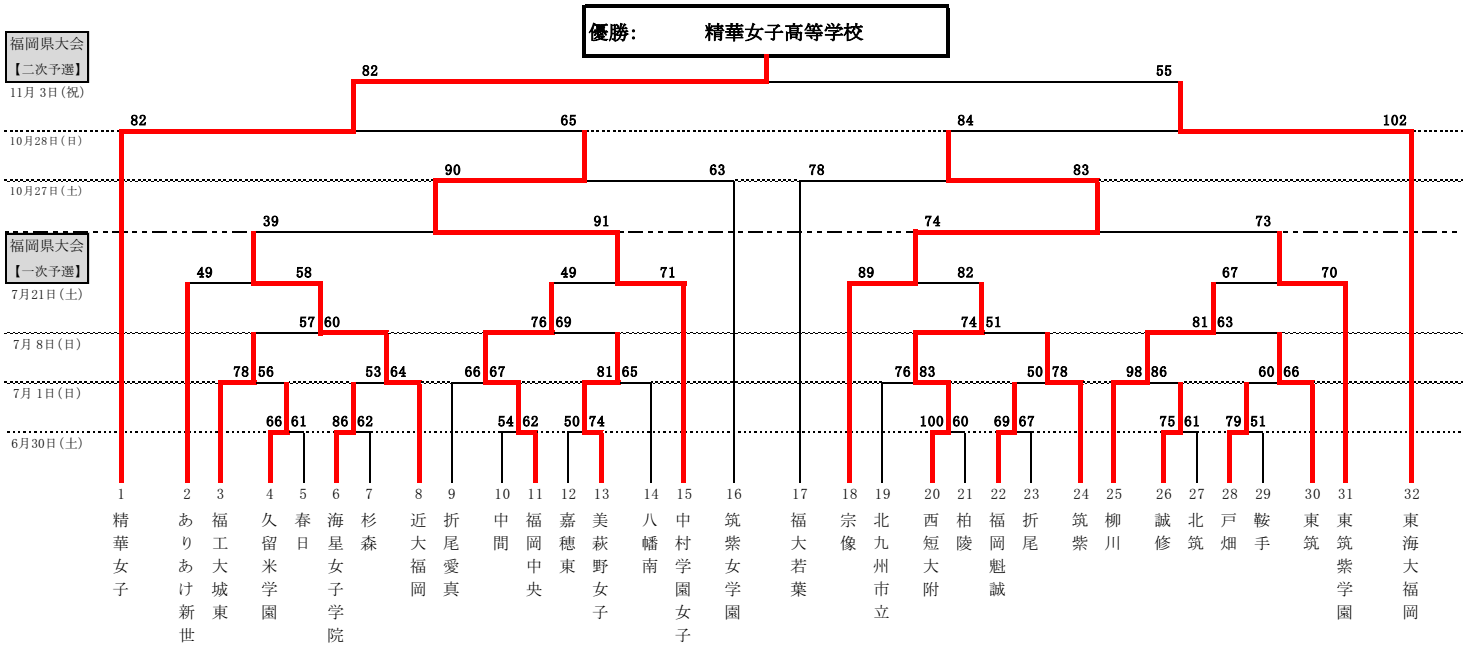 優勝: 精華女子高等学校
福岡県大会
【二次予選】
82 55
11月 3日(祝)
82 65 84 102
10月28日(日)
90 63 78 83
10月27日(土)
39 91 74 73
福岡県大会
【一次予選】
49 58 49 71 89 82 67 70
7月21日(土)
57 60 76 69 74 51 81 63
7月 8日(日)
78 56 53 64 66 67 81 65 76 83 50 78 98 86 60 66
7月 1日(日)
66 61 86 62 54 62 50 74 100 60 69 67 75 61 79 51
6月30日(土)
1 2 3 4 5 6 7 8 9 10 11 12 13 14 15 16 17 18 19 20 21 22 23 24 25 26 27 28 29 30 31 32
精華女子
ありあけ新世
福工大城東
久留米学園
春日
海星女子学院
杉森
近大福岡
折尾愛真
中間
福岡中央
嘉穂東
美萩野女子
八幡南
中村学園女子
筑紫女学園
福大若葉
宗像
北九州市立
西短大附
柏陵
福岡魁誠
折尾
筑紫
柳川
誠修
北筑
戸畑
鞍手
東筑
東筑紫学園
東海大福岡